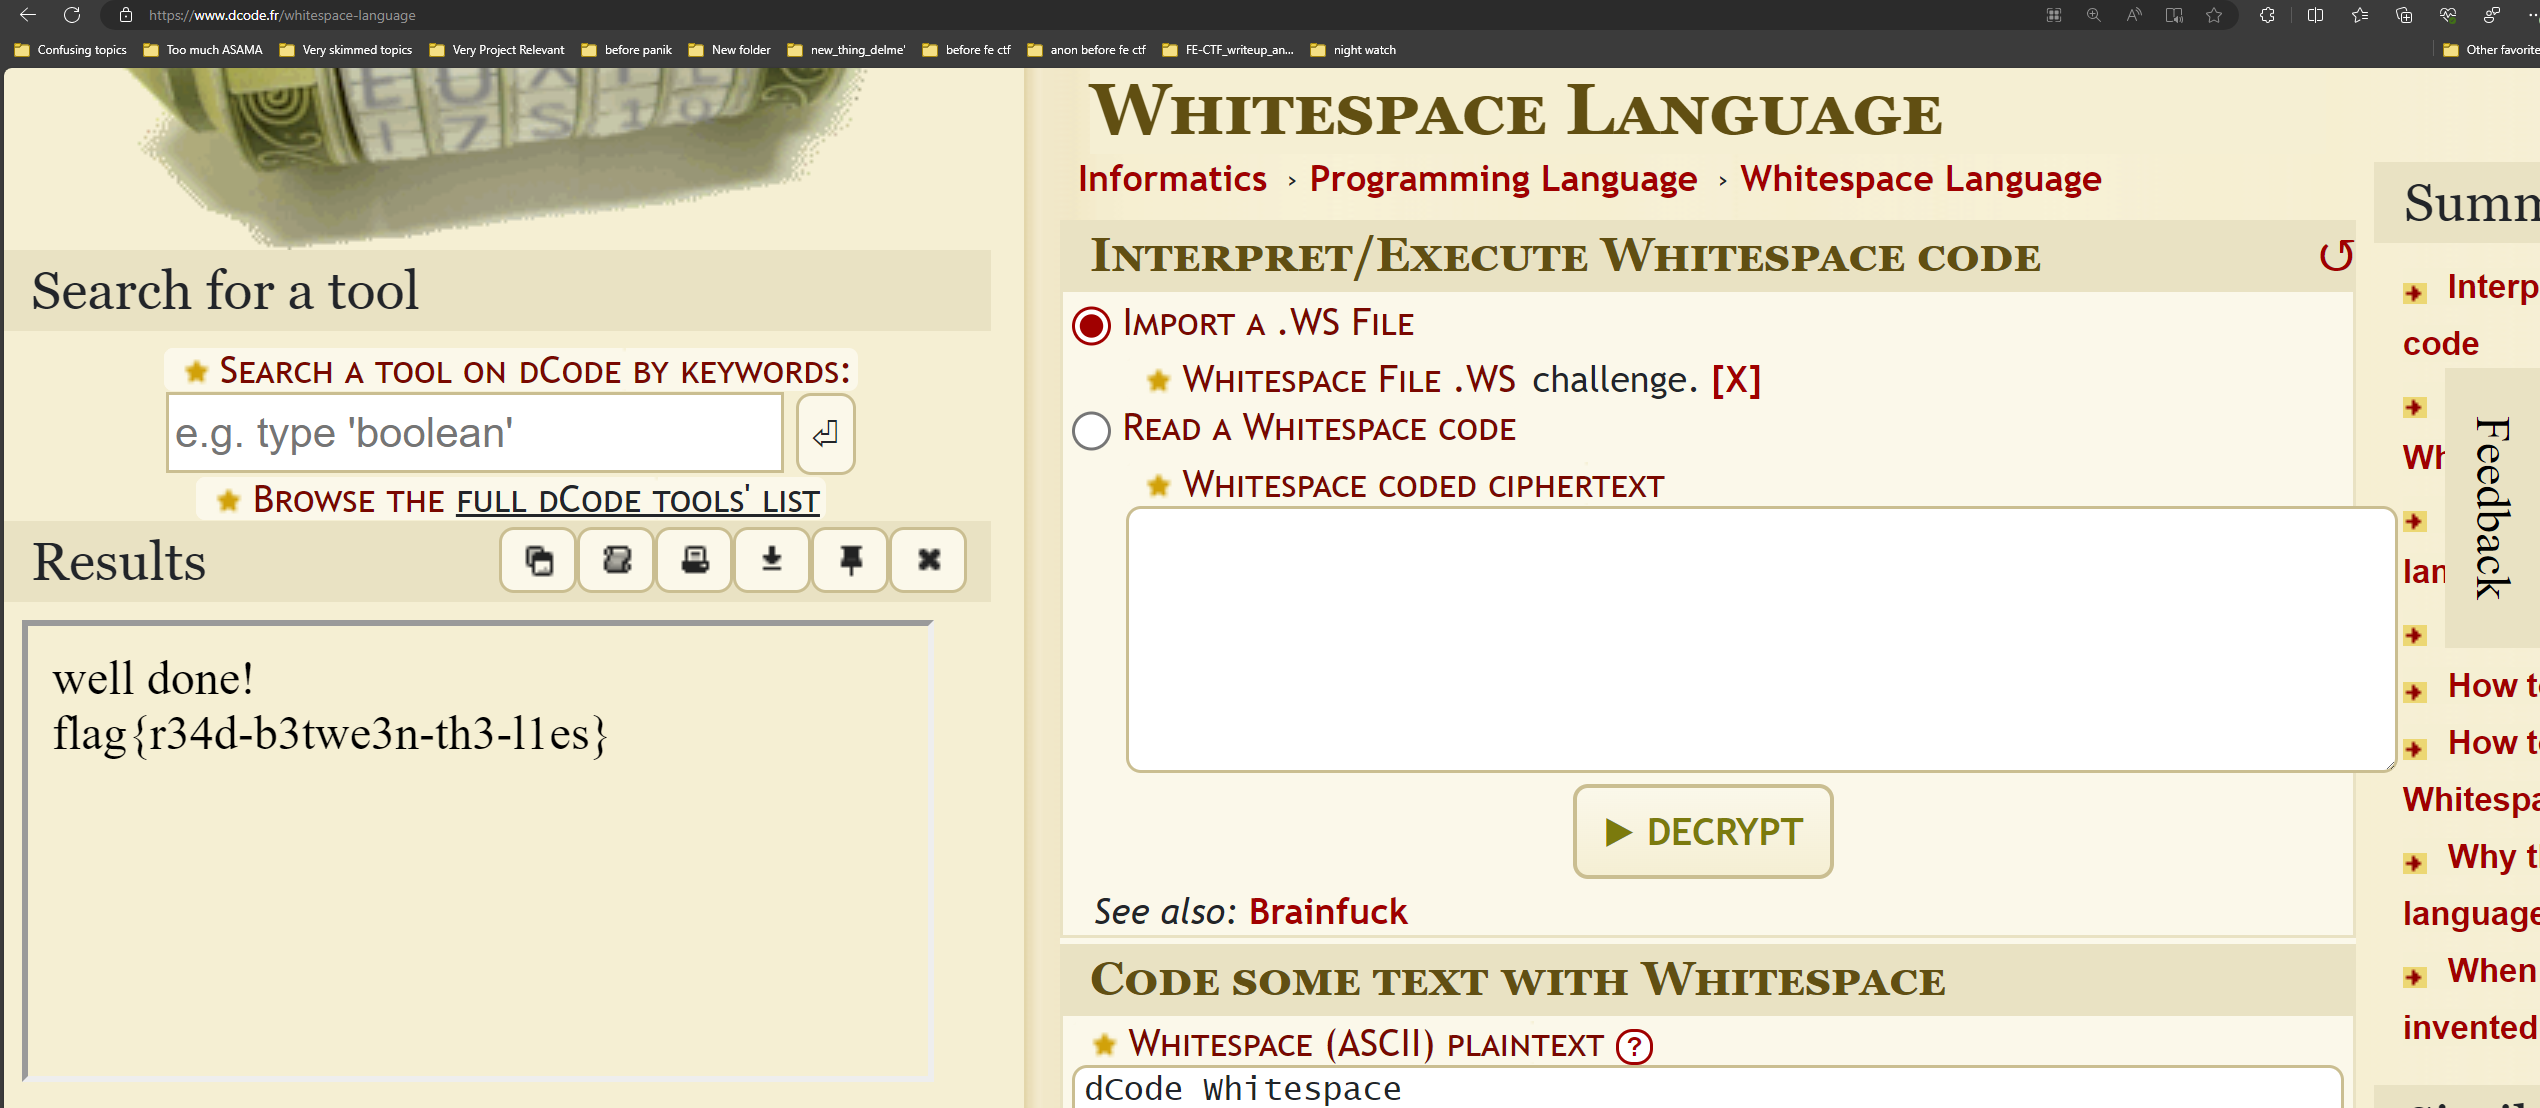 https://www.dcode.fr/whitespace-language
Confusing topics Too much ASAMA Very skimmed topics Very Project Relevant before panik New folder new_thing_delme' before fe ctf anon before fe ctf FE-CTF_writeup_an... night watch Other favorite
WHITESPACE LANGUAGE
Informatics › Programming Language › Whitespace Language
INTERPRET/EXECUTE WHITESPACE CODE
IMPORT A .WS FILE
WHITESPACE FILE .WS challenge. [X]
READ A WHITESPACE CODE
WHITESPACE CODED CIPHERTEXT
▶ DECRYPT
See also: Brainfuck
CODE SOME TEXT WITH WHITESPACE
WHITESPACE (ASCII) PLAINTEXT ?
dCode Whitespace
Search for a tool
SEARCH A TOOL ON DCODE BY KEYWORDS:
e.g. type 'boolean'
BROWSE THE FULL DCODE TOOLS' LIST
Results
well done!
flag{r34d-b3twe3n-th3-l1es}
Summ
Interp
code
Wh
lan
How t
How t
Whitespa
Why t
language
When
invented
Feedback